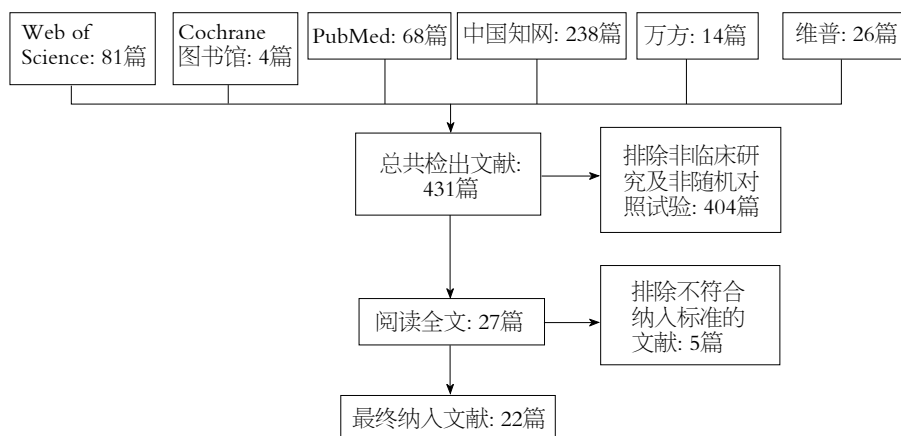 Web of
Science: 81篇
Cochrane
图书馆: 4篇
PubMed: 68篇
中国知网: 238篇
万方: 14篇
维普: 26篇
总共检出文献:
431篇
排除非临床研
究及非随机对
照试验: 404篇
阅读全文: 27篇
排除不符合
纳入标准的
文献: 5篇
最终纳入文献: 22篇